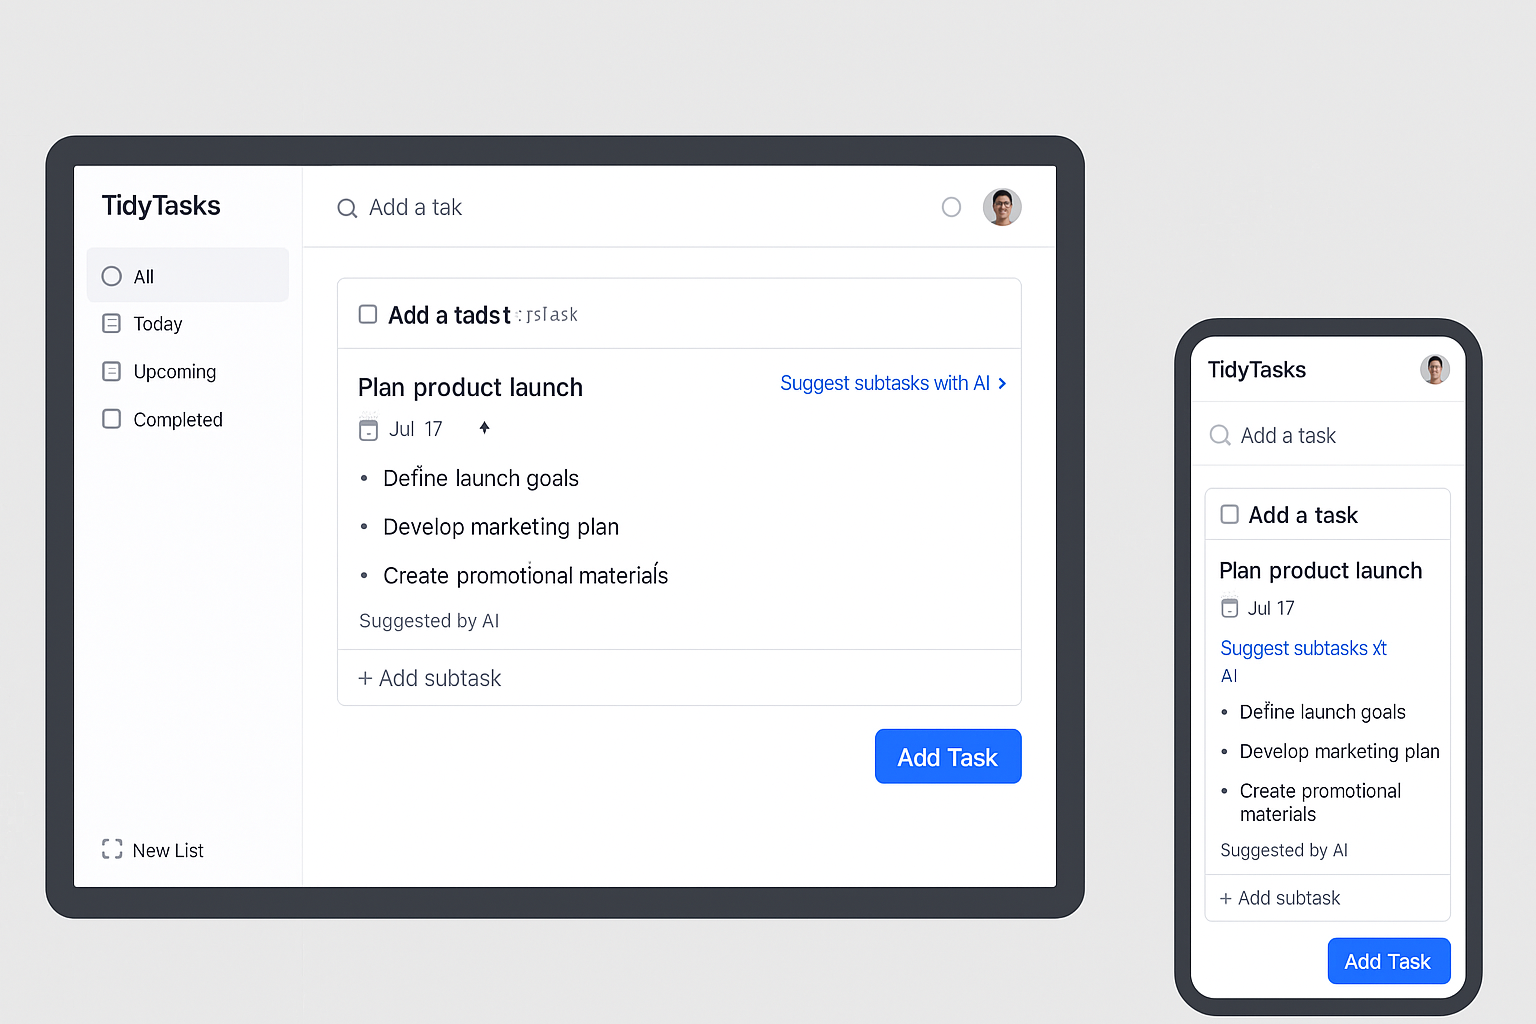 TidyTasks
Add a tak
All
Today
Upcoming
Completed
New List
Add a tadst
Plan product launch
Suggest subtasks with AI
Jul 17
Define launch goals
Develop marketing plan
Create promotional materials
Suggested by AI
+ Add subtask
Add Task
TidyTasks
Add a task
Add a task
Plan product launch
Jul 17
Suggest subtasks
AI
Define launch goals
Develop marketing plan
Create promotional
materials
Suggested by AI
+ Add subtask
Add Task